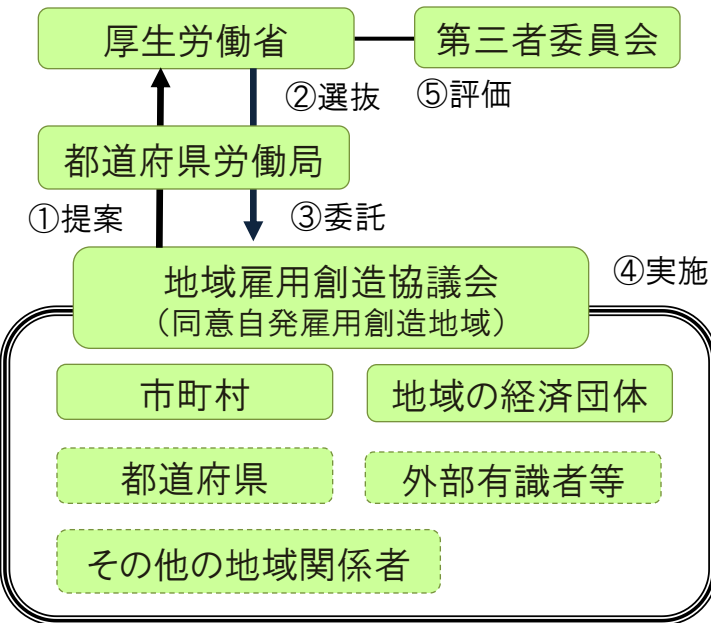 厚生労働省
第三者委員会
②選抜
⑤評価
都道府県労働局
①提案
③委託
地域雇用創造協議会
（同意自発雇用創造地域）
④実施
市町村
地域の経済団体
都道府県
外部有識者等
その他の地域関係者